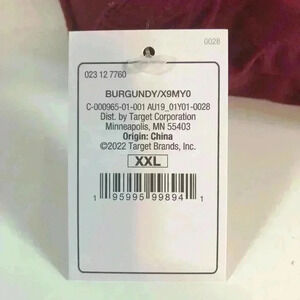 0028
023 12 7760
BURGUNDY/X9MY0
C-000965-01-001 AU19_01Y01-0028
Dist. by Target Corporation
Minneapolis, MN 55403
Origin: China
©2022 Target Brands, Inc.
XXL
1 95995 99894 1